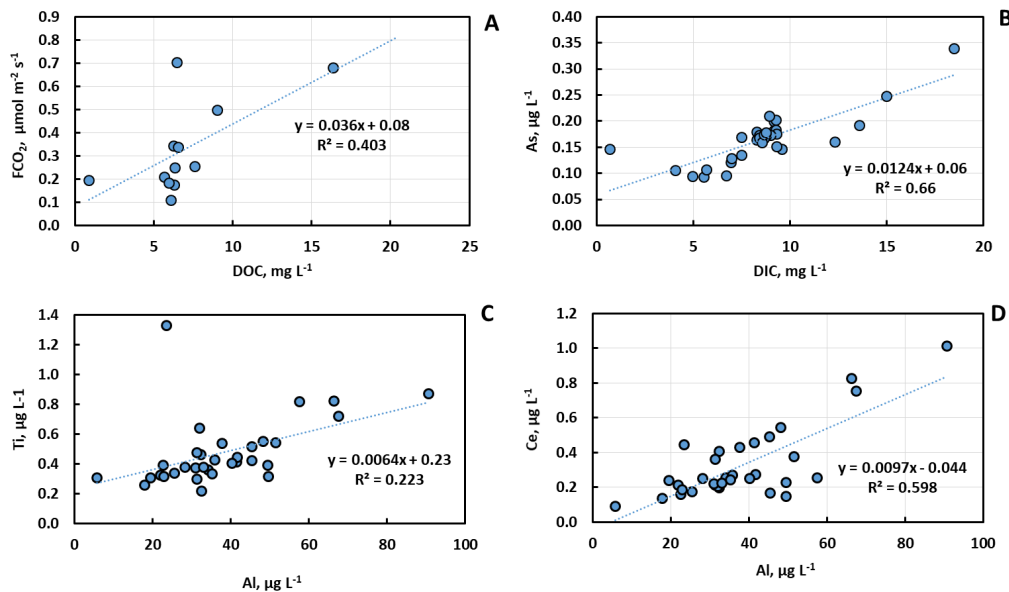 A
0.9
0.8
0.7
0.6
0.5
0.4
0.3
0.2
0.1
0.0
FCO₂, µmol m⁻² s⁻¹
y = 0.036x + 0.08
R² = 0.403
0 5 10 15 20 25
DOC, mg L⁻¹
B
0.40
0.35
0.30
0.25
0.20
0.15
0.10
0.05
0.00
As, µg L⁻¹
y = 0.0124x + 0.06
R² = 0.66
0 5 10 15 20
DIC, mg L⁻¹
C
1.4
1.2
1.0
0.8
0.6
0.4
0.2
0.0
Ti, µg L-1
y = 0.0064x + 0.23
R² = 0.223
0 20 40 60 80 100
Al, µg L⁻¹
D
1.2
1.0
0.8
0.6
0.4
0.2
0.0
Ce, µg L⁻¹
y = 0.0097x - 0.044
R² = 0.598
0 20 40 60 80 100
Al, µg L⁻¹